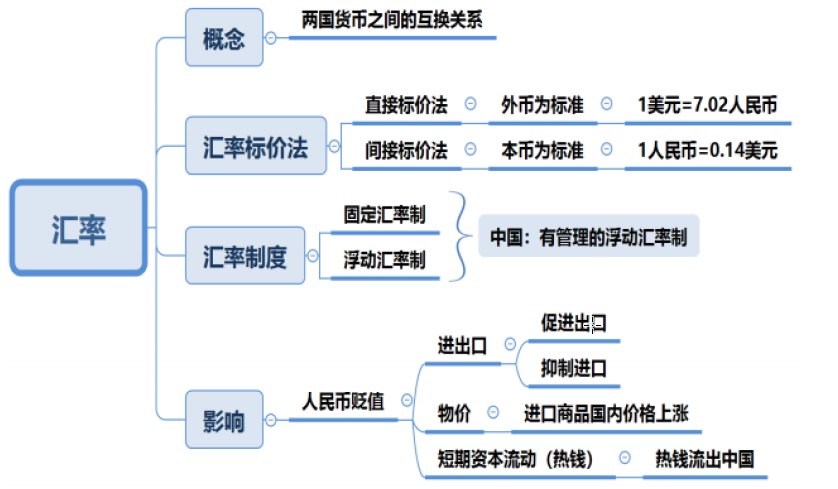 汇率
概念
两国货币之间的互换关系
汇率标价法
直接标价法
外币为标准
1美元=7.02人民币
间接标价法
本币为标准
1人民币=0.14美元
汇率制度
固定汇率制
浮动汇率制
中国：有管理的浮动汇率制
影响
人民币贬值
进出口
促进出口
抑制进口
物价
进口商品国内价格上涨
短期资本流动（热钱）
热钱流出中国